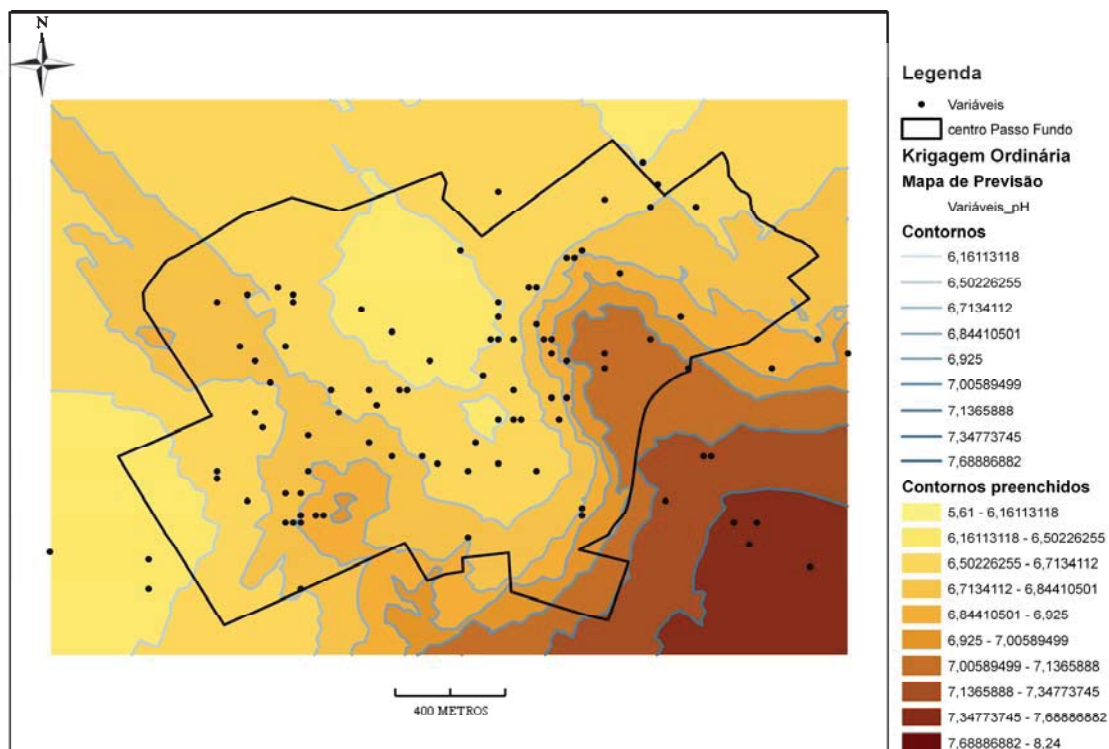 N
400 METROS
Legenda
Variáveis
centro Passo Fundo
Krigagem Ordinária
Mapa de Previsão
Variáveis_pH
Contornos
6,16113118
6,50226255
6,7134112
6,84410501
6,925
7,00589499
7,1365888
7,34773745
7,68886882
Contornos preenchidos
5,61 - 6,16113118
6,16113118 - 6,50226255
6,50226255 - 6,7134112
6,7134112 - 6,84410501
6,84410501 - 6,925
6,925 - 7,00589499
7,00589499 - 7,1365888
7,1365888 - 7,34773745
7,34773745 - 7,68886882
7,68886882 - 8,24